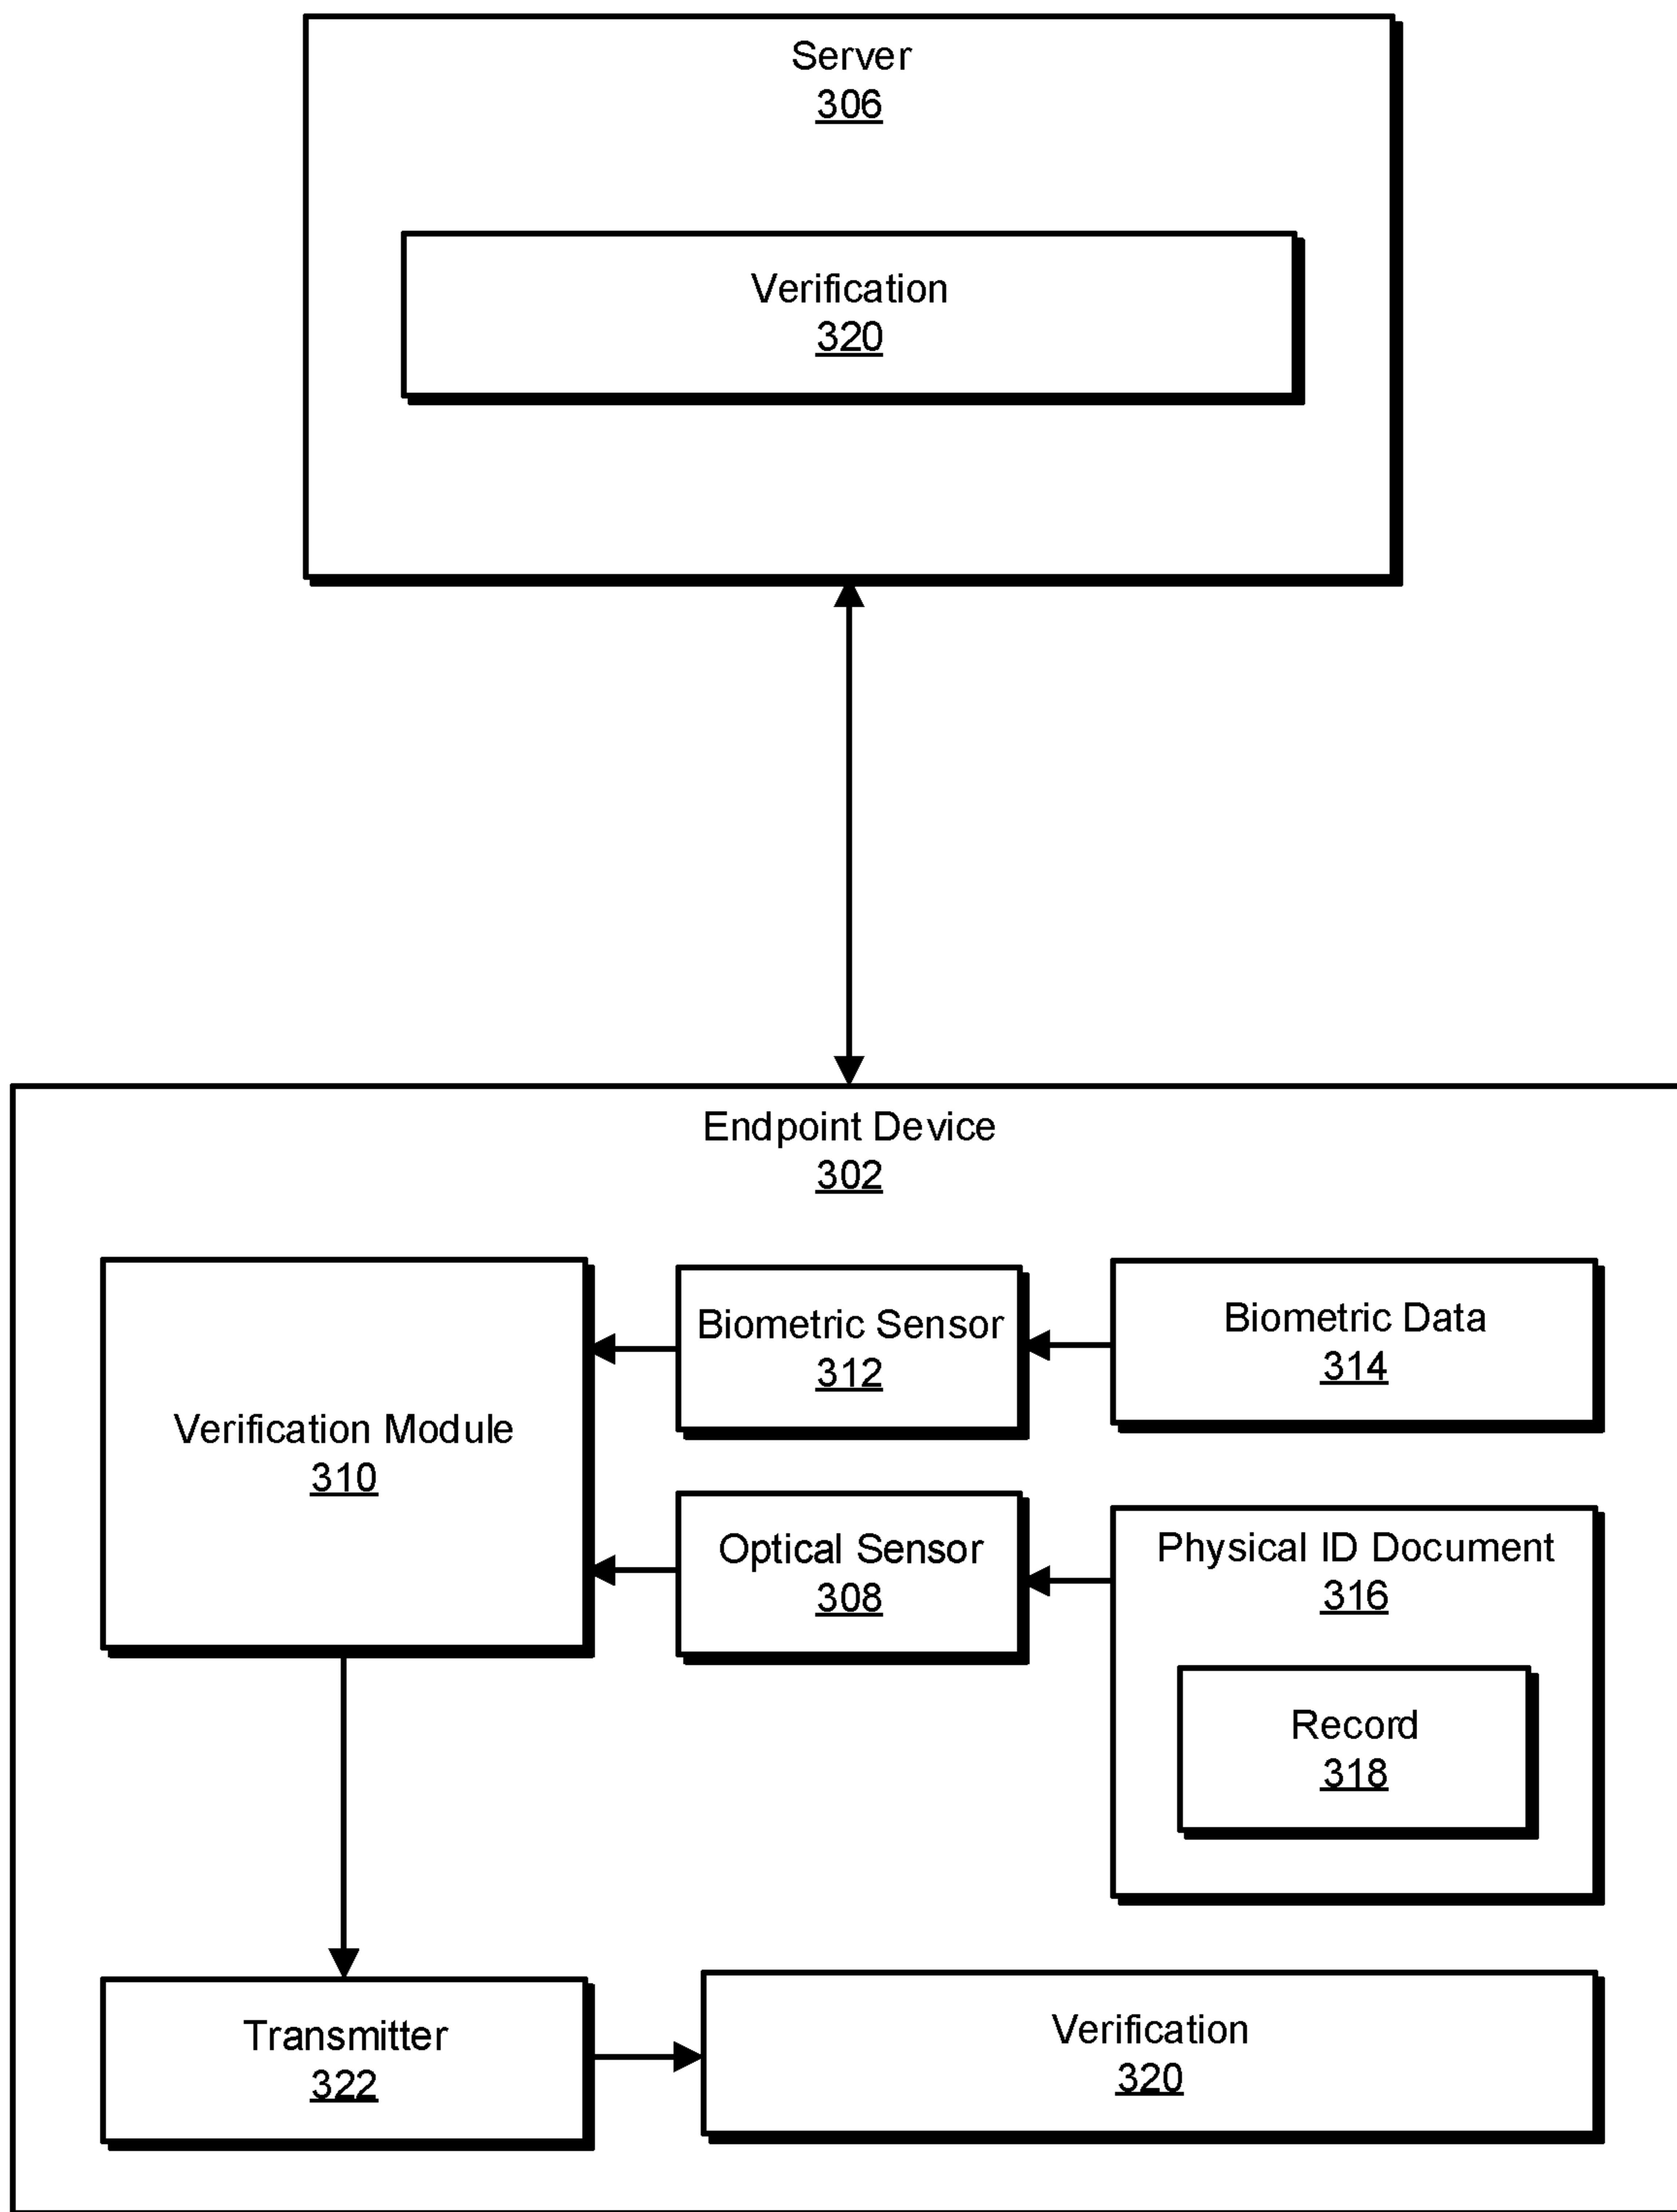 Server
306
Verification
320
Endpoint Device
302
Verification Module
310
Biometric Sensor
312
Biometric Data
314
Optical Sensor
308
Physical ID Document
316
Record
318
Transmitter
322
Verification
320